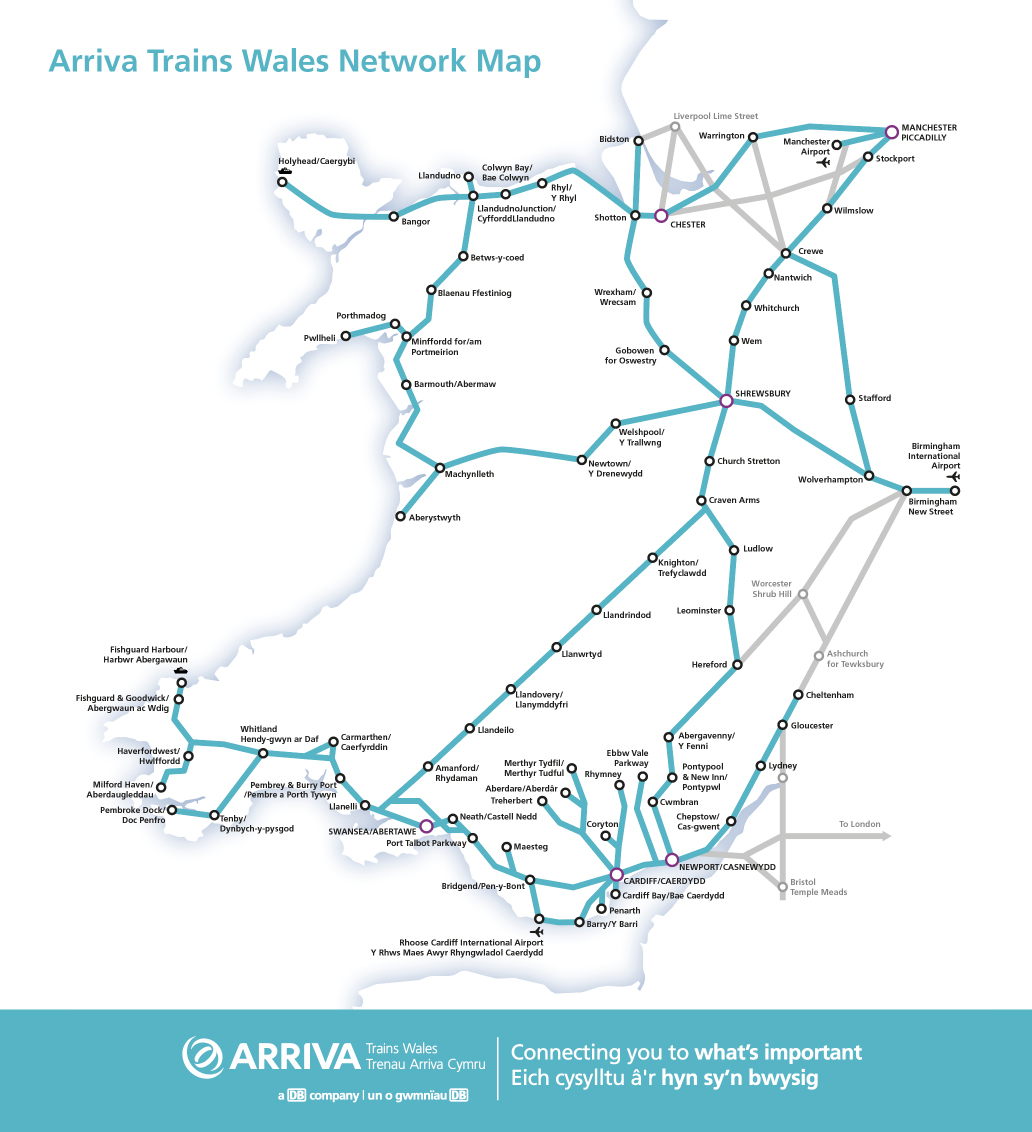 Arriva Trains Wales Network Map
Liverpool Lime Street
Bidston
Warrington
MANCHESTER
PICCADILLY
Manchester
Airport
Stockport
Holyhead/Caergybi
Llandudno
Colwyn Bay/
Bae Colwyn
Rhyl/
Y Rhyl
Bangor
LlandudnoJunction/
CyfforddLlandudno
Shotton
CHESTER
Wilmslow
Crewe
Betws-y-coed
Nantwich
Blaenau Ffestiniog
Wrexham/
Wrecsam
Whitchurch
Porthmadog
Pwllheli
Minffordd for/am
Portmeirion
Gobowen
for Oswestry
Wem
Barmouth/Abermaw
SHREWSBURY
Stafford
Welshpool/
Y Trallwng
Birmingham
International
Airport
Machynlleth
Newtown/
Y Drenewydd
Church Stretton
Wolverhampton
Birmingham
New Street
Craven Arms
Aberystwyth
Ludlow
Knighton/
Trefyclawdd
Worcester
Shrub Hill
Llandrindod
Leominster
Llanwrtyd
Hereford
Ashchurch
for Tewksbury
Fishguard Harbour/
Harbwr Abergawaun
Fishguard & Goodwick/
Abergwaun ac Wdig
Llandovery/
Llanymddyfri
Cheltenham
Llandeilo
Gloucester
Whitland
Hendy-gwyn ar Daf
Carmarthen/
Caerfyrddin
Abergavenny/
Y Fenni
Haverfordwest/
Hwlffordd
Ebbw Vale
Parkway
Merthyr Tydfil/
Merthyr Tudful
Rhymney
Pontypool
& New Inn/
Pontypwl
Lydney
Amanford/
Rhydaman
Milford Haven/
Aberdaugleddau
Pembrey & Burry Port
/Pembre a Porth Tywyn
Aberdare/Aberdâr
Treherbert
Cwmbran
Llanelli
Pembroke Dock/
Doc Penfro
Tenby/
Dynbych-y-pysgod
Neath/Castell Nedd
SWANSEA/ABERTAWE
Port Talbot Parkway
Coryton
Chepstow/
Cas-gwent
To London
Maesteg
NEWPORT/CASNEWYDD
Bridgend/Pen-y-Bont
CARDIFF/CAERDYDD
Cardiff Bay/Bae Caerdydd
Bristol
Temple Meads
Penarth
Barry/Y Barri
Rhoose Cardiff International Airport
Y Rhws Maes Awyr Rhyngwladol Caerdydd
ARRIVA
Trains Wales
Trenau Arriva Cymru
a DB company | un o gwmnïau DB
Connecting you to what's important
Eich cysylltu â'r hyn sy'n bwysig